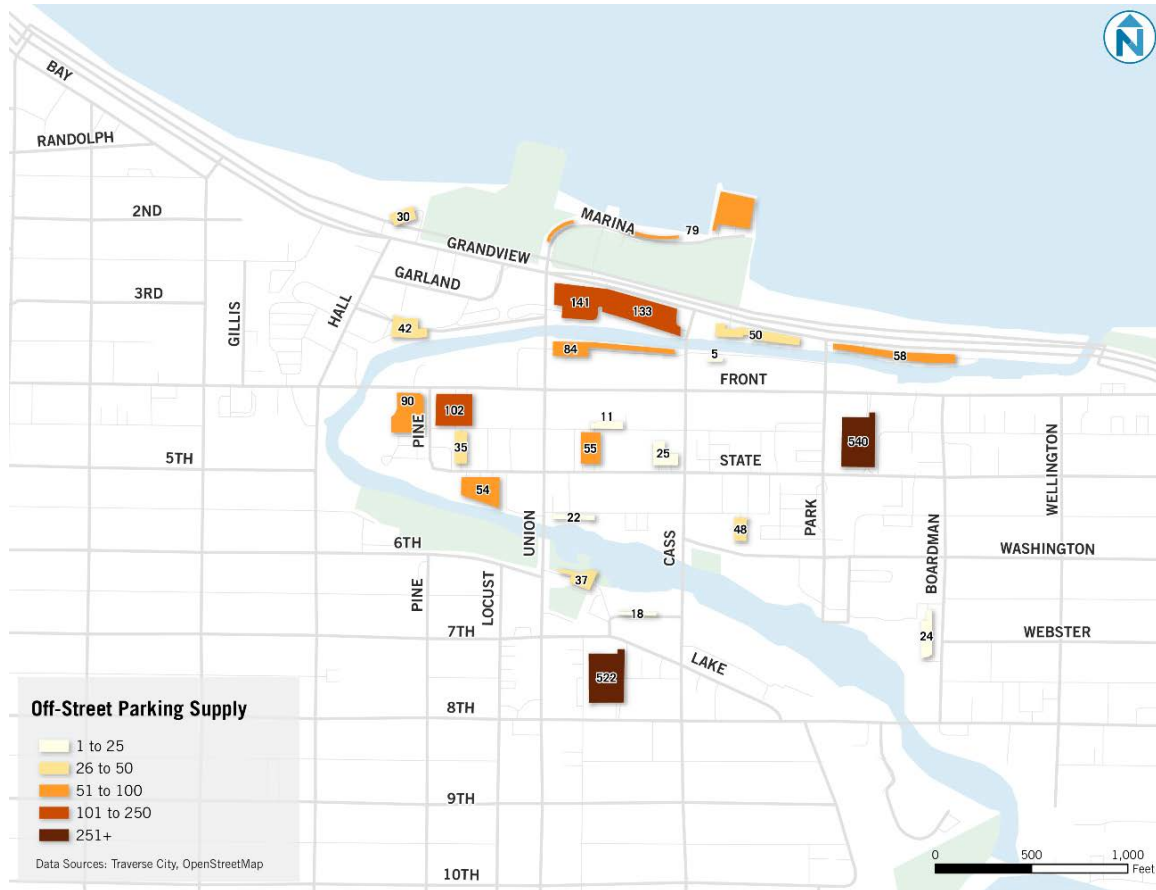 N
BAY
RANDOLPH
2ND
30
MARINA
79
GRANDVIEW
GARLAND
3RD
GILLIS
HALL
141
133
42
50
84
5
58
FRONT
90
102
PINE
11
35
55
25
STATE
540
5TH
WELLINGTON
54
22
UNION
CASS
48
PARK
BOARDMAN
6TH
WASHINGTON
37
PINE
LOCUST
18
7TH
24
WEBSTER
LAKE
522
8TH
Off-Street Parking Supply
1 to 25
26 to 50
51 to 100
101 to 250
251+
Data Sources: Traverse City, OpenStreetMap
9TH
10TH
0 500 1,000
Feet